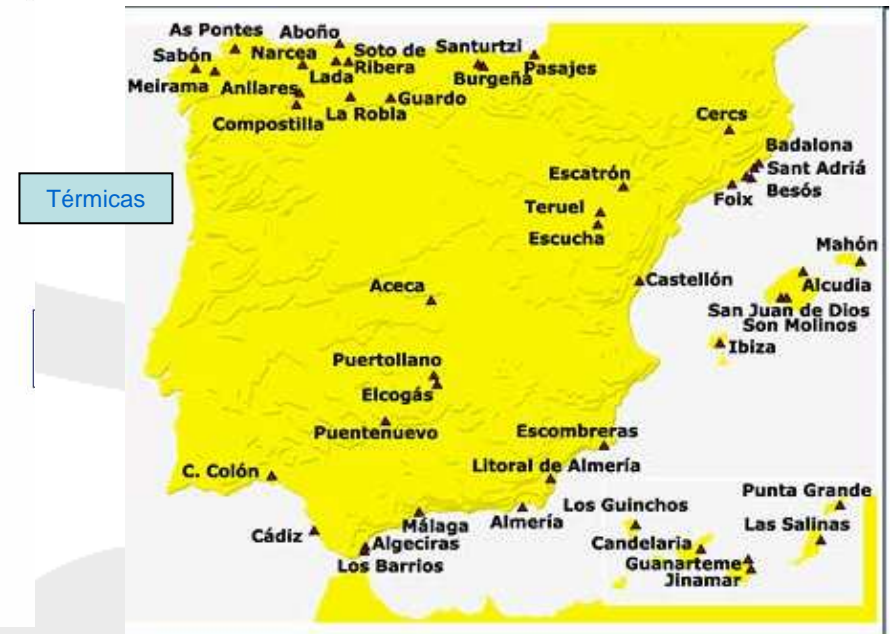 As Pontes
Aboño
Sabón
Narcea
Soto de
Ribera
Santurtzi
Lada
Burgeña
Pasajes
Meirama
Anllares
Guardo
La Robla
Compostilla
Cercs
Badalona
Sant Adriá
Besós
Foix
Escatrón
Térmicas
Teruel
Escucha
Mahón
Castellón
Alcudia
Aceca
San Juan de Dios
Son Molinos
Ibiza
Puertollano
Elcogás
Puentenuevo
Escombreras
C. Colón
Litoral de Almería
Punta Grande
Los Guinchos
Cádiz
Málaga
Almería
Las Salinas
Algeciras
Candelaria
Los Barrios
Guanarteme
Jinamar